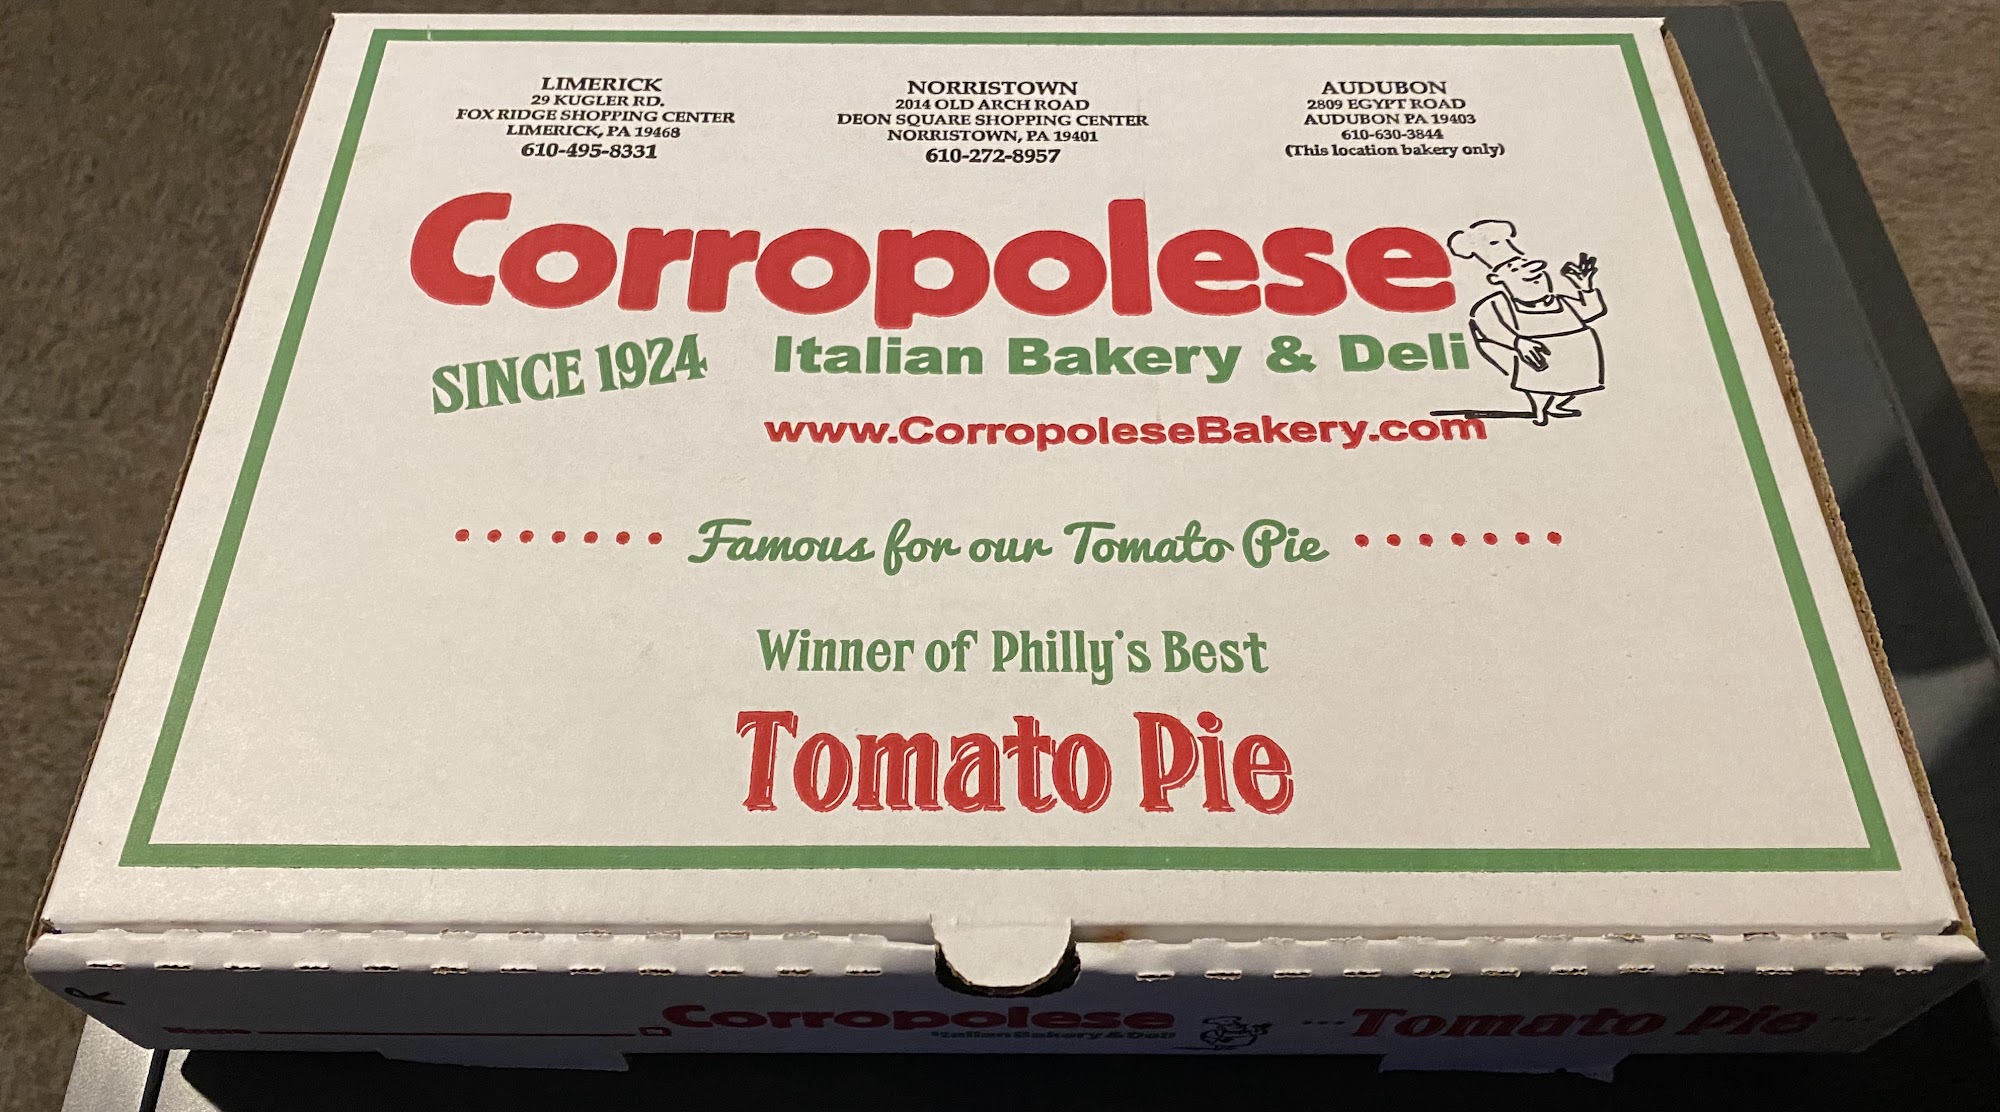 LIMERICK
29 KUGLER RD.
FOX RIDGE SHOPPING CENTER
LIMERICK, PA 19468
610-495-8331
NORRISTOWN
2014 OLD ARCH ROAD
DEON SQUARE SHOPPING CENTER
NORRISTOWN, PA 19401
610-272-8957
AUDUBON
2809 EGYPT ROAD
AUDUBON PA 19403
610-630-3844
(This location bakery only)
Corropolese
SINCE 1924
Italian Bakery & Deli
www.CorropoleseBakery.com
Famous for our Tomato Pie
Winner of Philly's Best
Tomato Pie
R
Name
Corropolese
Italian Bakery & Deli
Tomato Pie